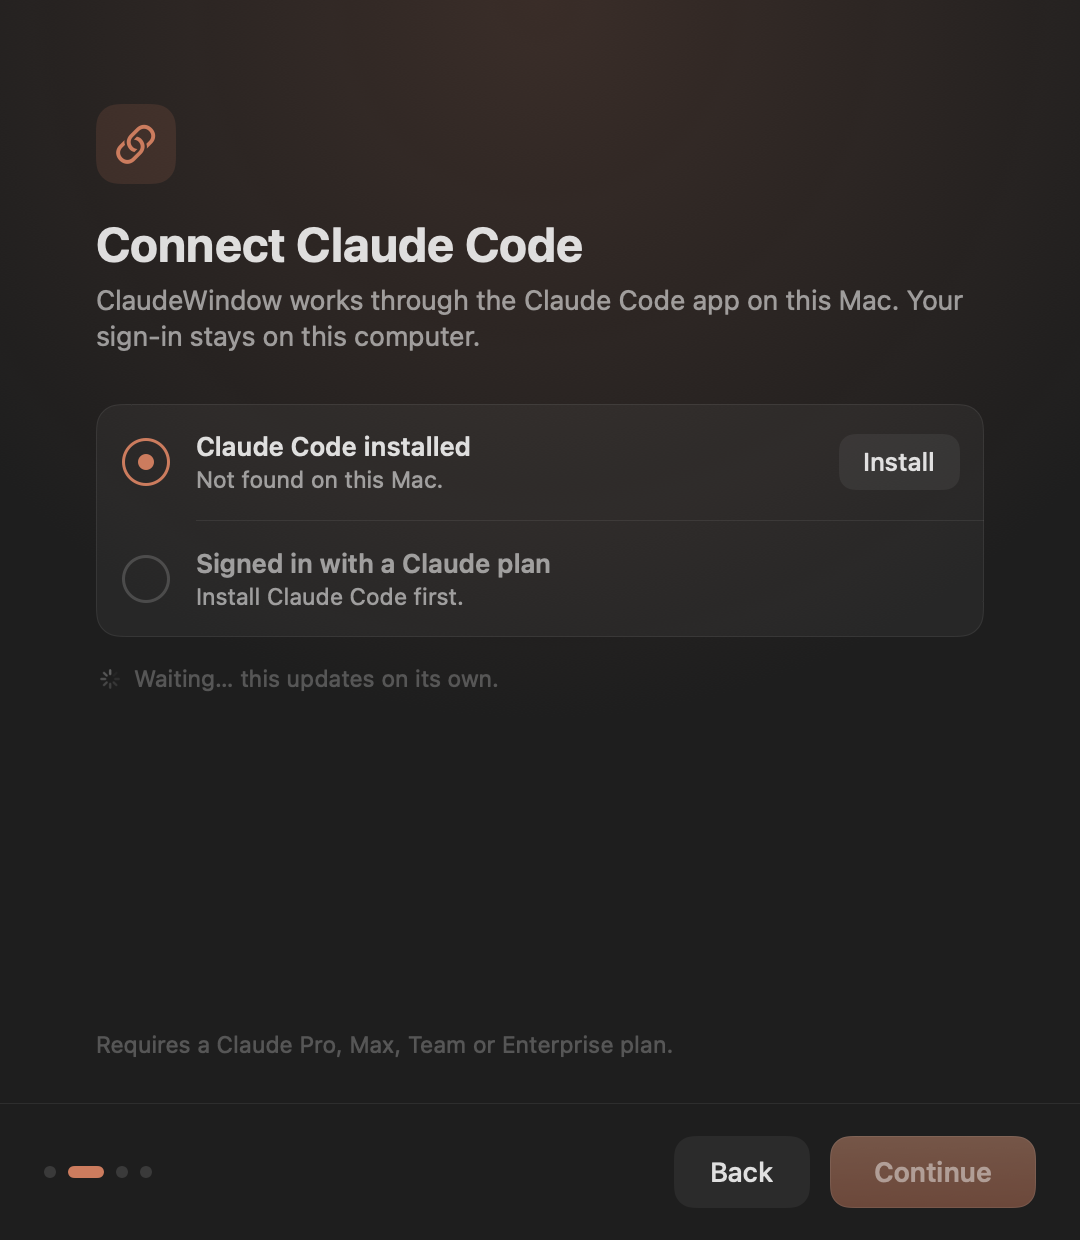 Connect Claude Code
ClaudeWindow works through the Claude Code app on this Mac. Your
sign-in stays on this computer.
Claude Code installed
Not found on this Mac.
Install
Signed in with a Claude plan
Install Claude Code first.
Waiting... this updates on its own.
Requires a Claude Pro, Max, Team or Enterprise plan.
Back
Continue